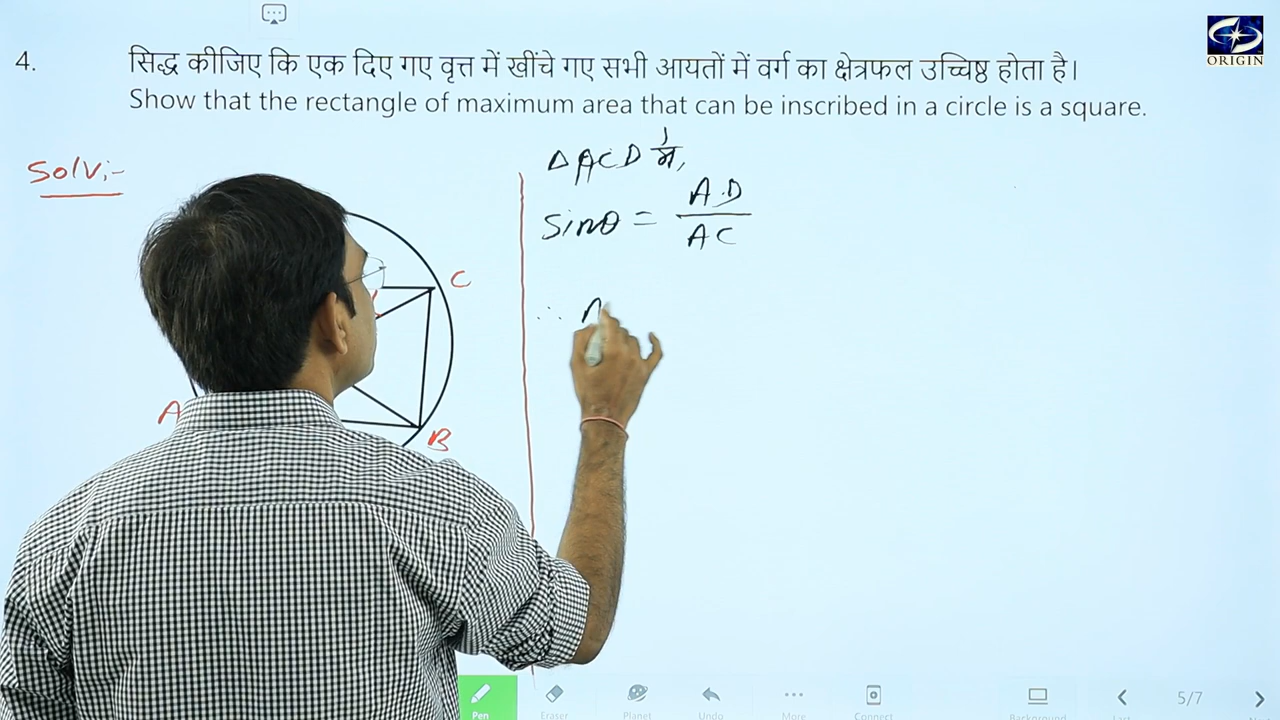 4. सिद्ध कीजिए कि एक दिए गए वृत्त में खींचे गए सभी आयतों में वर्ग का क्षेत्रफल उच्चिष्ठ होता है।
Show that the rectangle of maximum area that can be inscribed in a circle is a square.
ORIGIN
Solv:-
Δ ACD में,
sinθ = AD / AC
∴
C
A
B
Pen
Eraser
Planet
Undo
More
Connect
Background
5/7